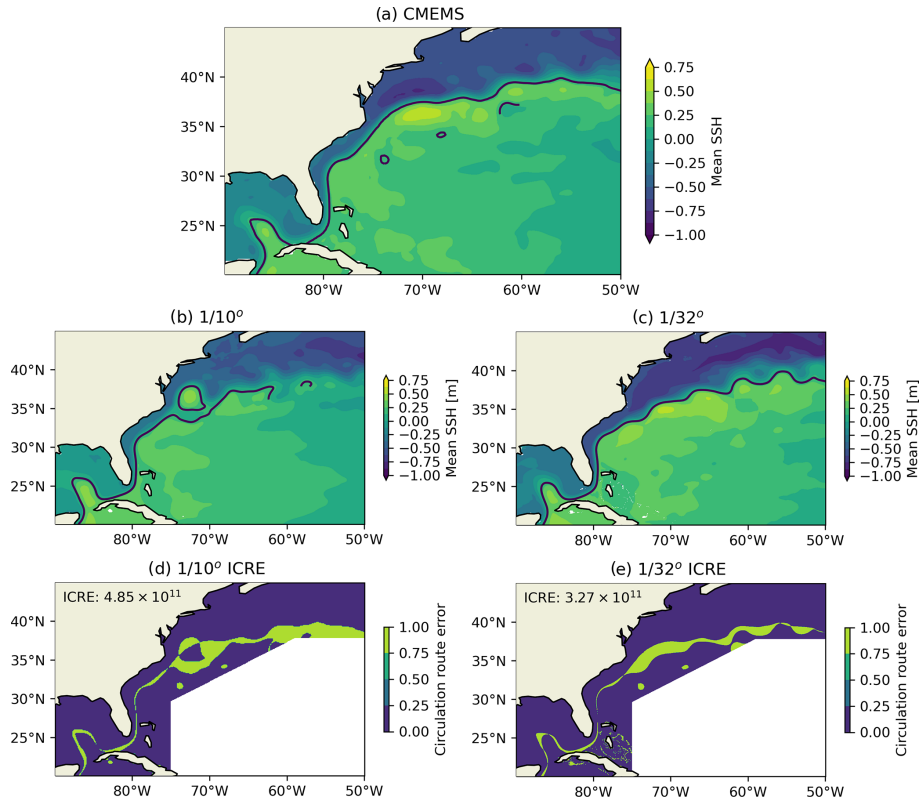 (a) CMEMS
40°N
35°N
30°N
25°N
80°W
70°W
60°W
50°W
0.75
0.50
0.25
0.00
−0.25
−0.50
−0.75
−1.00
Mean SSH
(b) 1/10°
40°N
35°N
30°N
25°N
80°W
70°W
60°W
50°W
0.75
0.50
0.25
0.00
−0.25
−0.50
−0.75
−1.00
Mean SSH [m]
(c) 1/32°
40°N
35°N
30°N
25°N
80°W
70°W
60°W
50°W
0.75
0.50
0.25
0.00
−0.25
−0.50
−0.75
−1.00
Mean SSH [m]
(d) 1/10° ICRE
ICRE: 4.85 × 10¹¹
40°N
35°N
30°N
25°N
80°W
70°W
60°W
50°W
1.00
0.75
0.50
0.25
0.00
Circulation route error
(e) 1/32° ICRE
ICRE: 3.27 × 10¹¹
40°N
35°N
30°N
25°N
80°W
70°W
60°W
50°W
1.00
0.75
0.50
0.25
0.00
Circulation route error